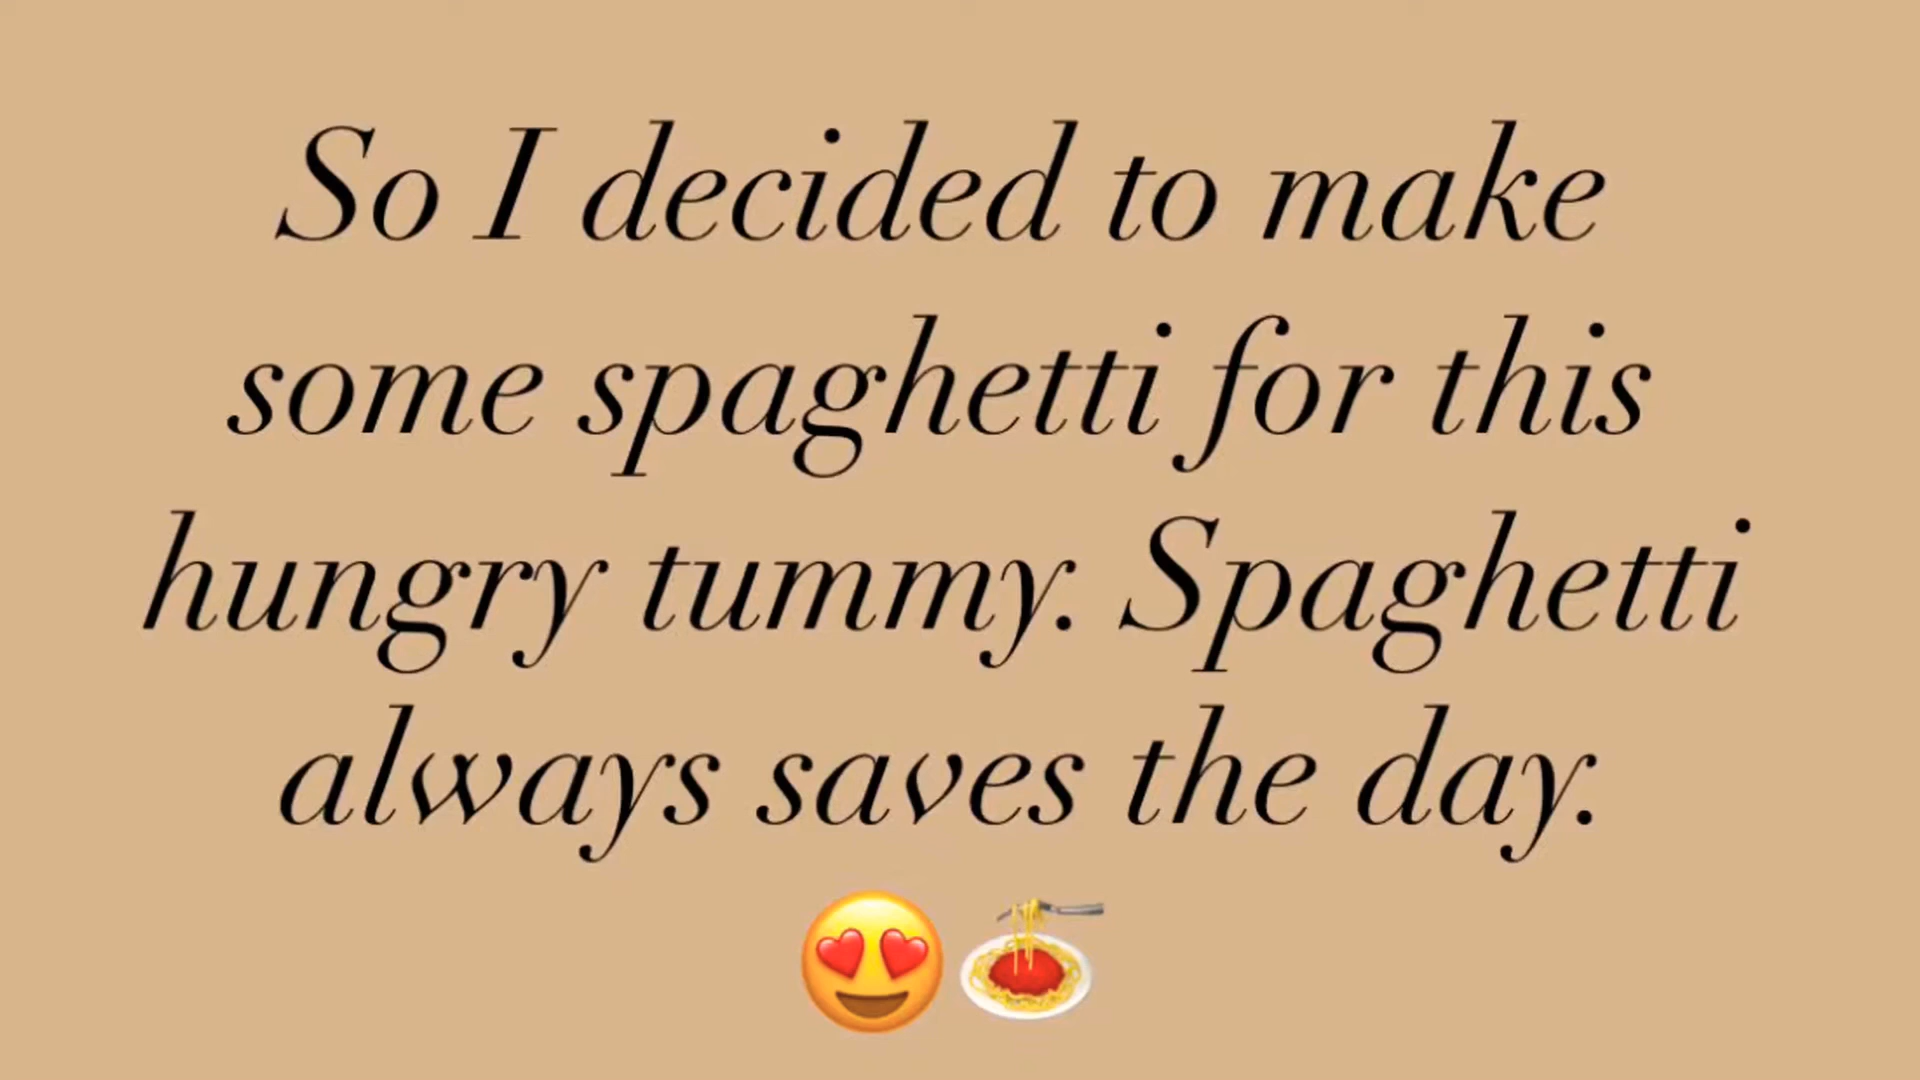 So I decided to make
some spaghetti for this
hungry tummy. Spaghetti
always saves the day.
😍🍝